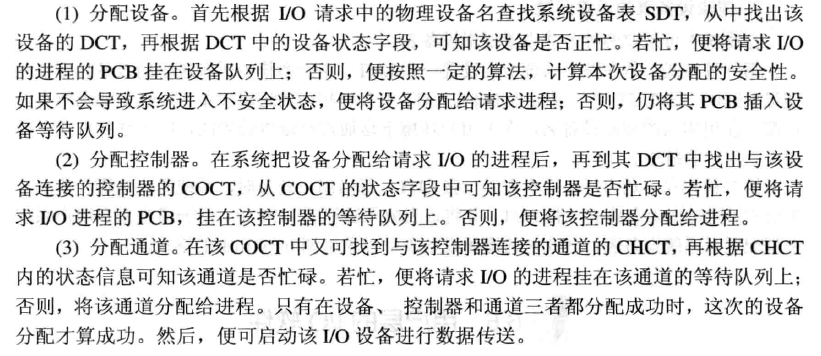 (1) 分配设备。首先根据 I/O 请求中的物理设备名查找系统设备表 SDT，从中找出该
设备的 DCT，再根据 DCT 中的设备状态字段，可知该设备是否正忙。若忙，便将请求 I/O
的进程的 PCB 挂在设备队列上；否则，便按照一定的算法，计算本次设备分配的安全性。
如果不会导致系统进入不安全状态，便将设备分配给请求进程；否则，仍将其 PCB 插入设
备等待队列。
(2) 分配控制器。在系统把设备分配给请求 I/O 的进程后，再到其 DCT 中找出与该设
备连接的控制器的 COCT，从 COCT 的状态字段中可知该控制器是否忙碌。若忙，便将请
求 I/O 进程的 PCB，挂在该控制器的等待队列上。否则，便将该控制器分配给进程。
(3) 分配通道。在该 COCT 中又可找到与该控制器连接的通道的 CHCT，再根据 CHCT
内的状态信息可知该通道是否忙碌。若忙，便将请求 I/O 的进程挂在该通道的等待队列上；
否则，将该通道分配给进程。只有在设备、 控制器和通道三者都分配成功时，这次的设备
分配才算成功。然后，便可启动该 I/O 设备进行数据传送。